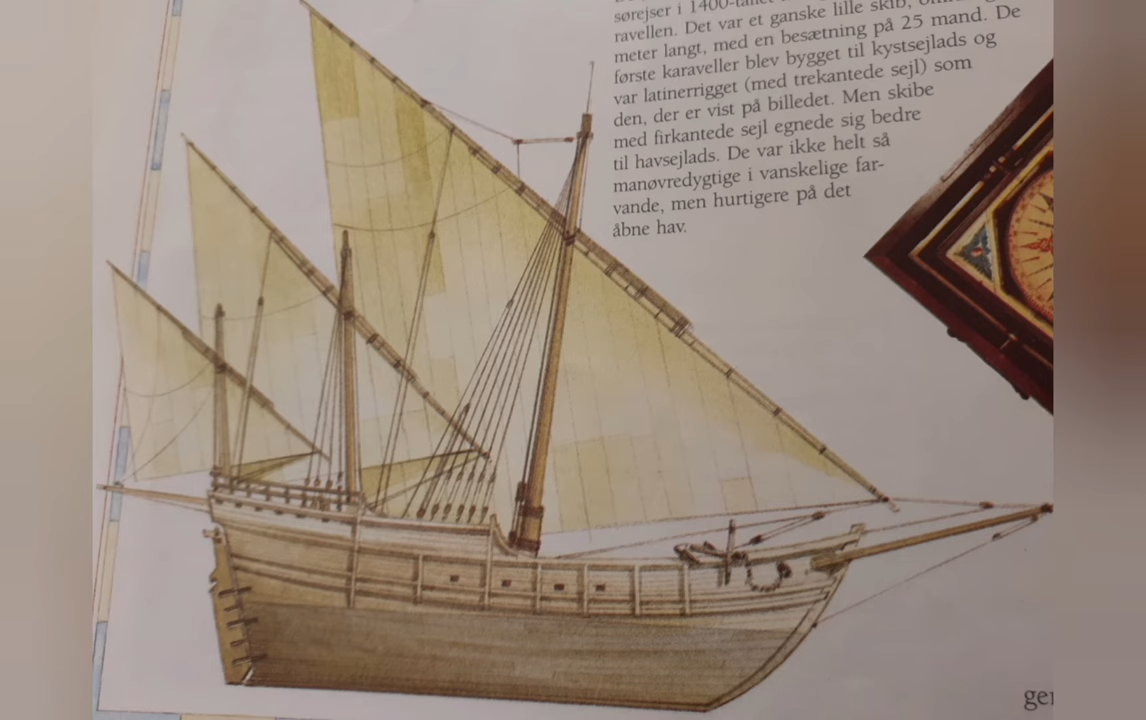 sørejser i 1400-tallet
ravellen. Det var et ganske lille skib,
meter langt, med en besætning på 25 mand. De
første karaveller blev bygget til kystsejlads og
var latinerrigget (med trekantede sejl) som
den, der er vist på billedet. Men skibe
med firkantede sejl egnede sig bedre
til havsejlads. De var ikke helt så
manøvredygtige i vanskelige far-
vande, men hurtigere på det
åbne hav.